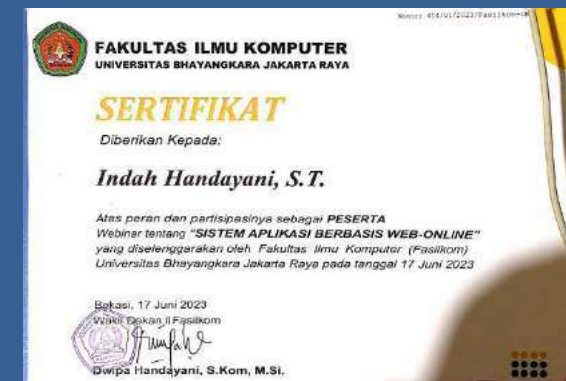 FAKULTAS ILMU KOMPUTER
UNIVERSITAS BHAYANGKARA JAKARTA RAYA
SERTIFIKAT
Diberikan Kepada:
Indah Handayani, S.T.
Atas peran dan partisipasinya sebagai PESERTA
Webinar tentang "SISTEM APLIKASI BERBASIS WEB-ONLINE"
yang diselenggarakan oleh Fakultas Ilmu Komputer (Fasilkom)
Universitas Bhayangkara Jakarta Raya pada tanggal 17 Juni 2023
Bekasi, 17 Juni 2023
Wakil Dekan II Fasilkom
Dwipa Handayani, S.Kom, M.Si.